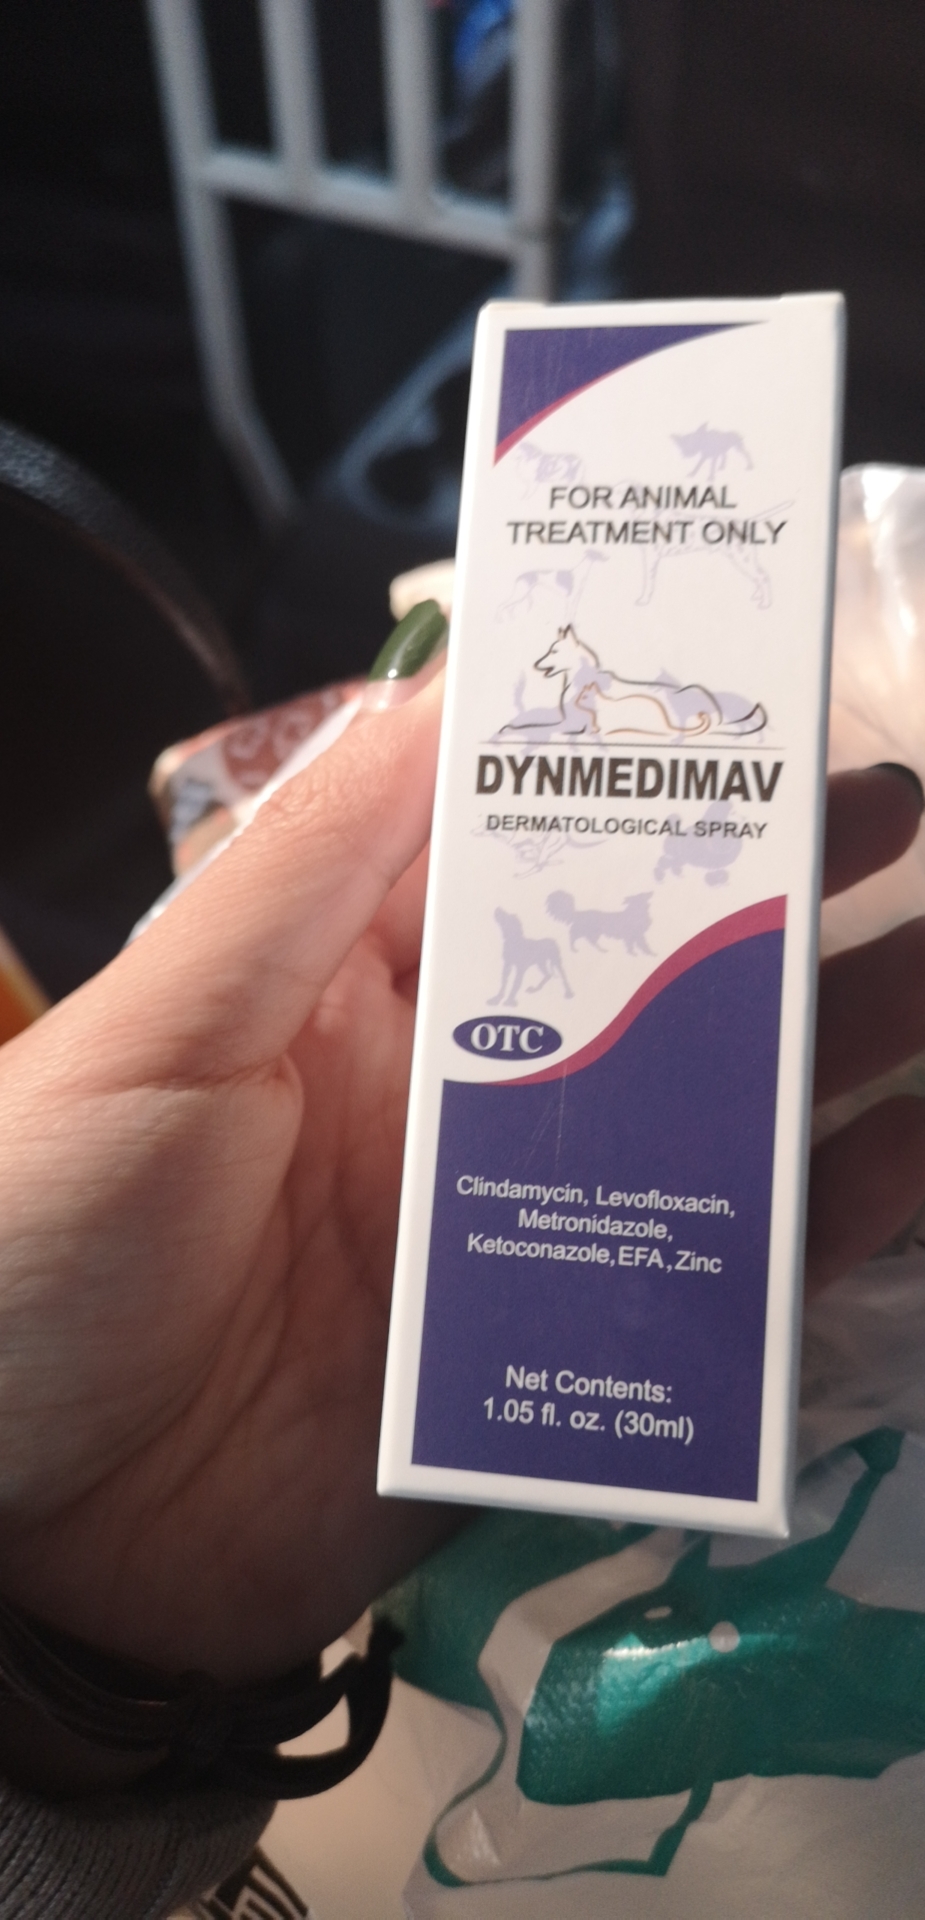 FOR ANIMAL
TREATMENT ONLY
DYNMEDIMAV
DERMATOLOGICAL SPRAY
OTC
Clindamycin, Levofloxacin,
Metronidazole,
Ketoconazole, EFA, Zinc
Net Contents:
1.05 fl. oz. (30ml)